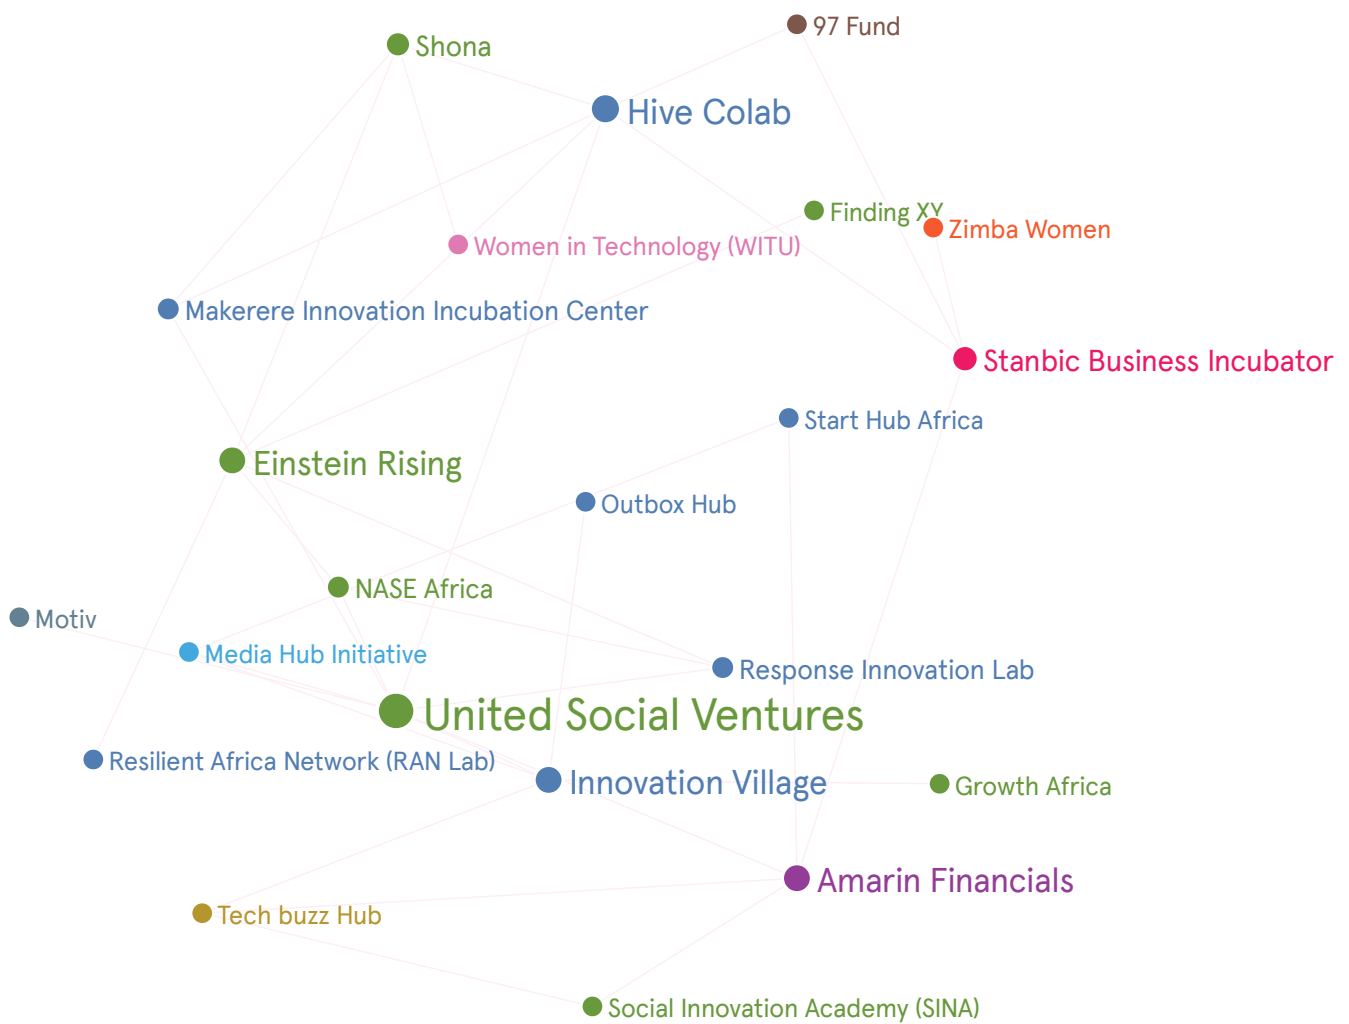 97 Fund
Shona
Hive Colab
Finding XY
Zimba Women
Women in Technology (WITU)
Makerere Innovation Incubation Center
Stanbic Business Incubator
Start Hub Africa
Einstein Rising
Outbox Hub
NASE Africa
Motiv
Media Hub Initiative
Response Innovation Lab
United Social Ventures
Resilient Africa Network (RAN Lab)
Innovation Village
Growth Africa
Amarin Financials
Tech buzz Hub
Social Innovation Academy (SINA)